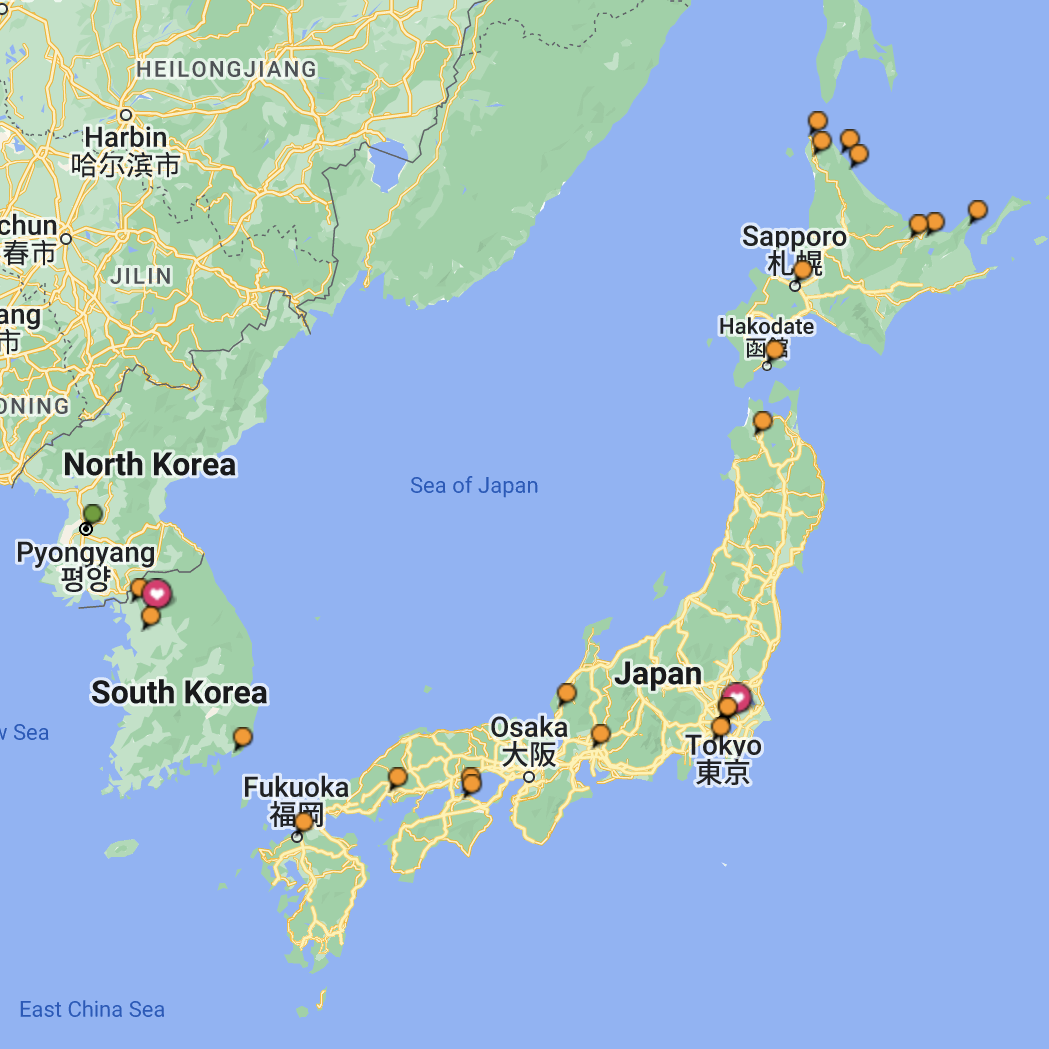 HEILONGJIANG
Harbin
哈尔滨市
chun
春市
JILIN
ang
市
ONING
Sapporo
札幌
Hakodate
函館
North Korea
Sea of Japan
Pyongyang
평양
South Korea
Japan
w Sea
Osaka
大阪
Tokyo
東京
Fukuoka
福岡
East China Sea